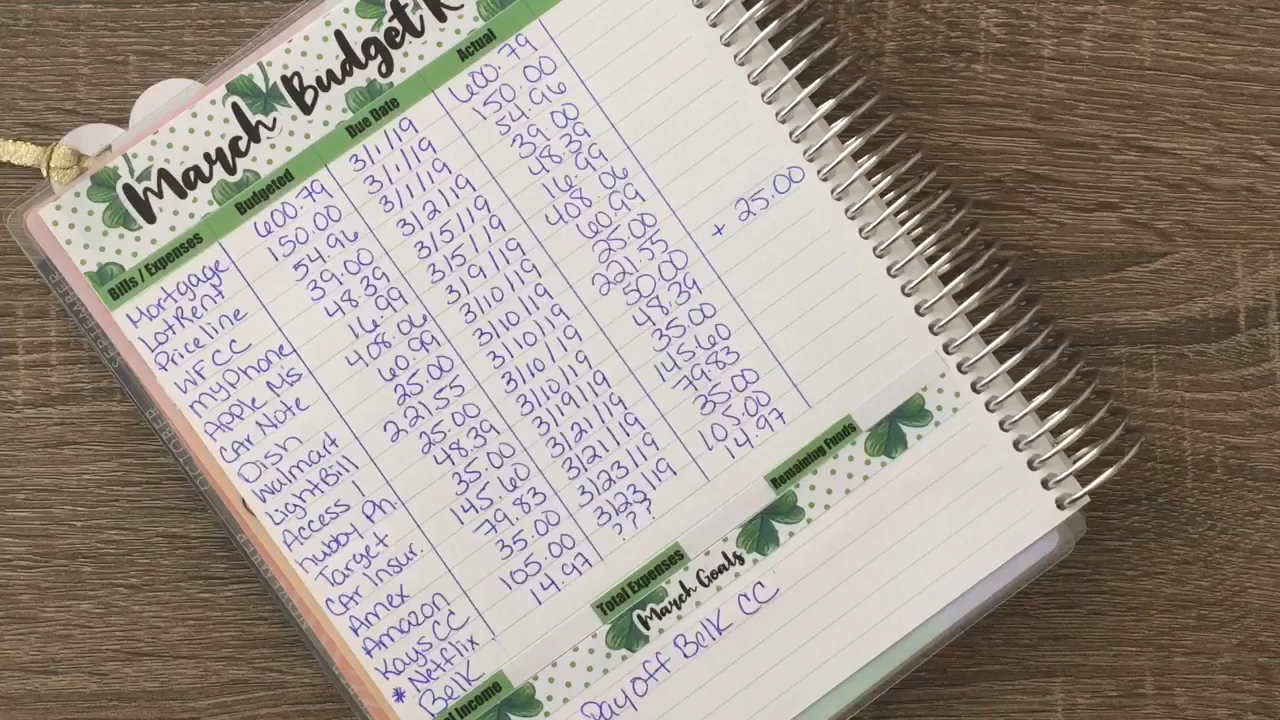 March Budget
Bills / Expenses
Mortgage
Lot Rent
Priceline
WF CC
MyPhone
Apple Ms
CAr Note
Dish
Walmart
Light Bill
Access 1
hubby Ph
Target
CAr Insur.
Amex
Amazon
Kays CC
* Netflix
Belk
Budgeted
600.79
150.00
54.96
39.00
48.39
16.99
408.06
60.99
25.00
221.55
25.00
48.39
35.00
145.60
79.83
35.00
105.00
14.97
Due Date
3/1/19
3/1/19
3/1/19
3/2/19
3/5/19
3/5/19
3/9/19
3/10/19
3/10/19
3/10/19
3/10/19
3/19/19
3/21/19
3/21/19
3/23/19
3/23/19
???
Actual
600.79
150.00
54.96
39.00
48.39
16.99
408.06
60.99
25.00
221.55
50.00
48.39
35.00
145.60
79.83
35.00
105.00
14.97
+ 25.00
Income
Total Expenses
Remaining Funds
March Goals
Pay off Belk CC
SEPTEMBER
OCTOBER